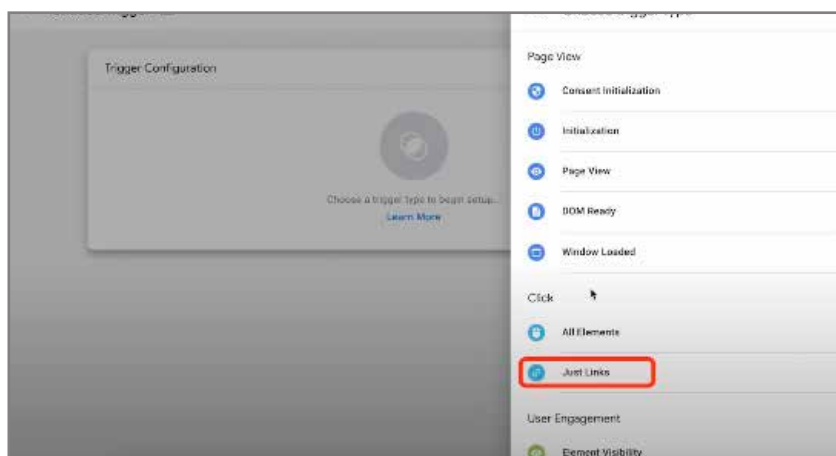 Trigger Configuration
Choose a trigger type to begin setup...
Learn More
Page View
Consent Initialization
Initialization
Page View
DOM Ready
Window Loaded
Click
All Elements
Just Links
User Engagement
Element Visibility